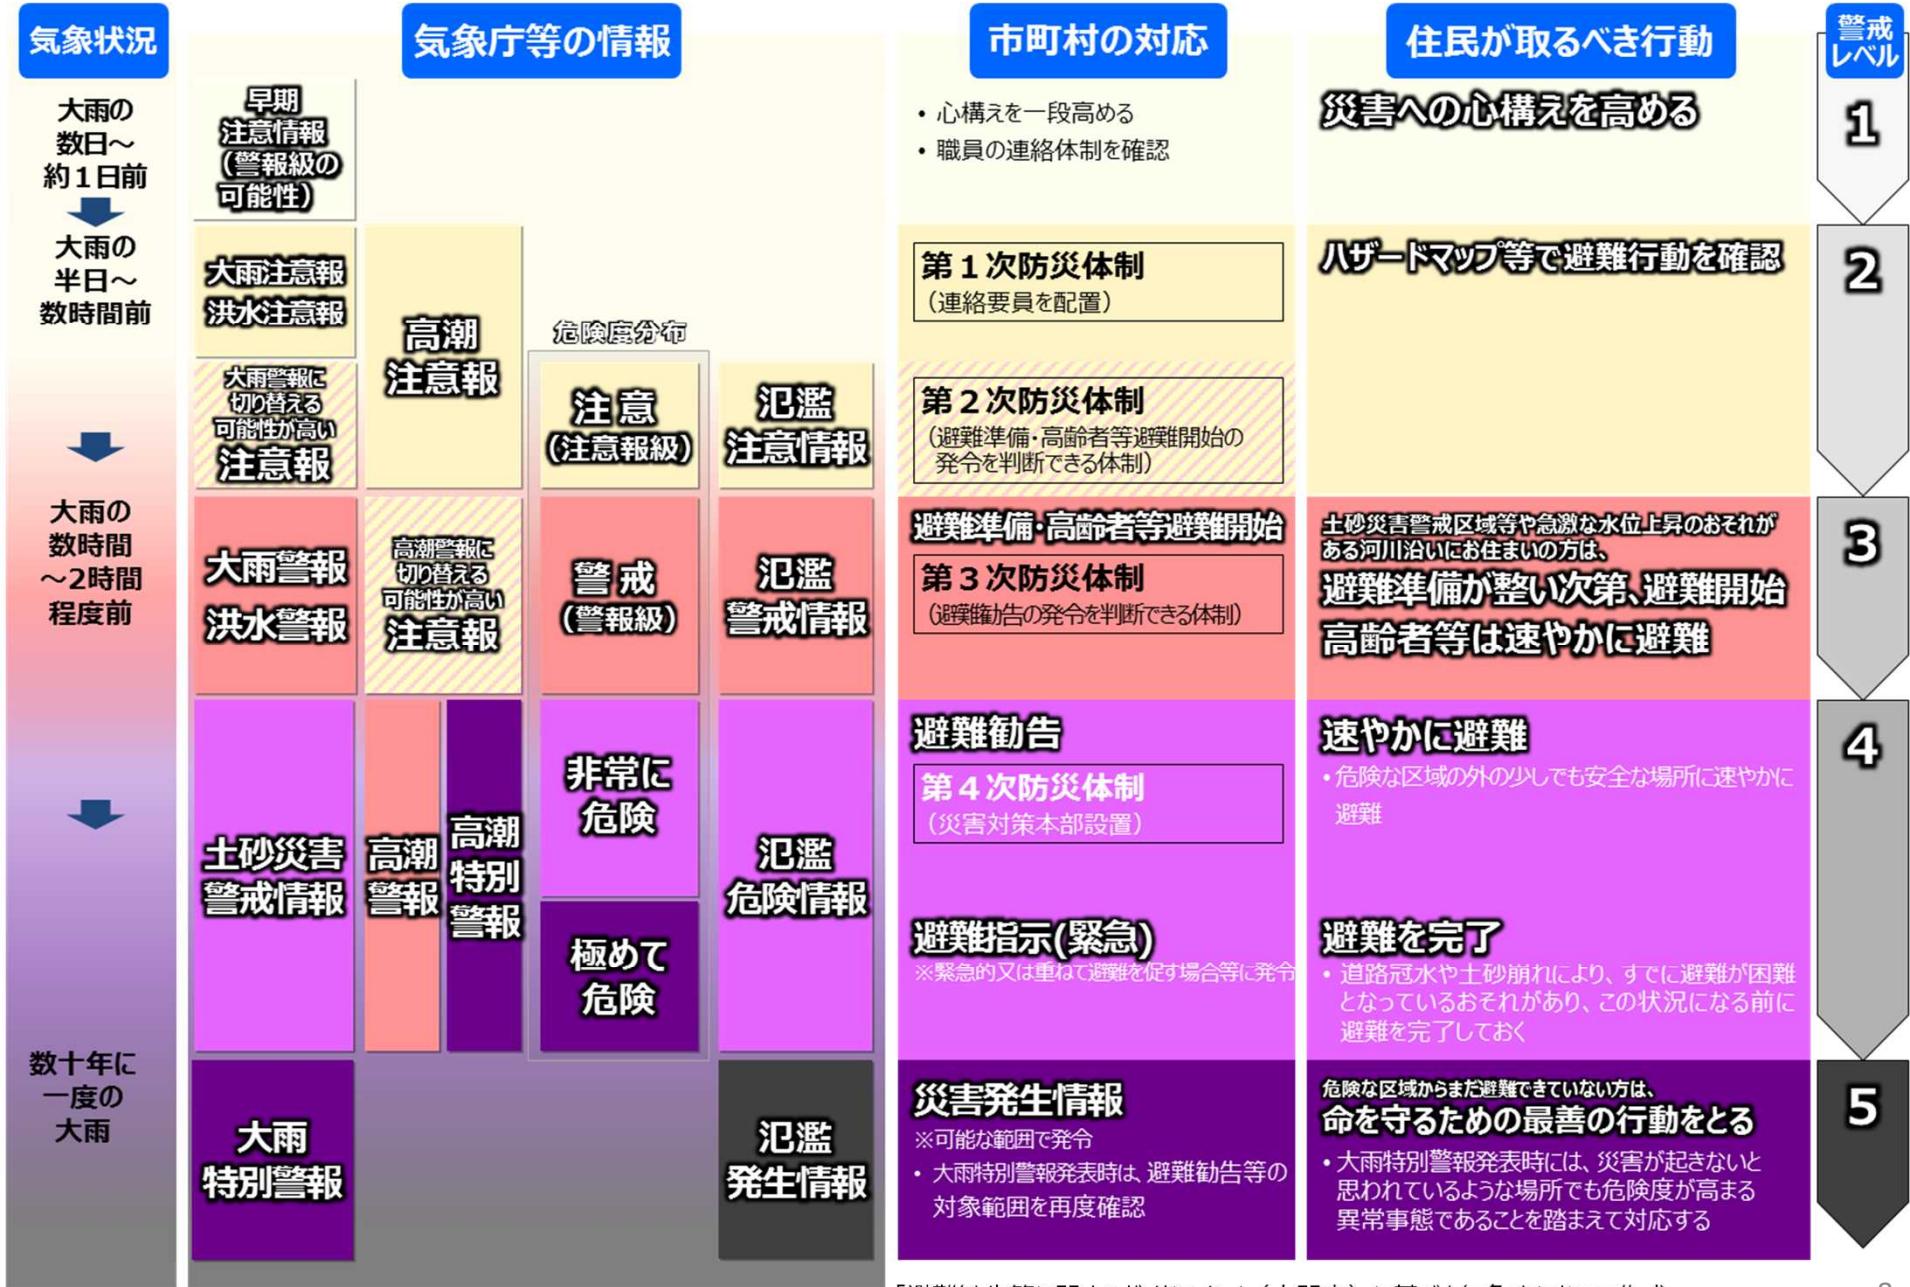 気象状況
気象庁等の情報
市町村の対応
住民が取るべき行動
警戒
レベル
大雨の
数日～
約１日前
早期
注意情報
（警報級の
可能性）
• 心構えを一段高める
• 職員の連絡体制を確認
災害への心構えを高める
1
大雨の
半日～
数時間前
大雨注意報
洪水注意報
高潮
注意報
第１次防災体制
（連絡要員を配置）
ハザードマップ等で避難行動を確認
2
大雨警報に
切り替える
可能性が高い
注意報
危険度分布
注意
(注意報級)
氾濫
注意情報
第２次防災体制
（避難準備・高齢者等避難開始の
発令を判断できる体制）
大雨の
数時間
～2時間
程度前
大雨警報
洪水警報
高潮警報に
切り替える
可能性が高い
注意報
警戒
(警報級)
氾濫
警戒情報
避難準備・高齢者等避難開始
第３次防災体制
（避難勧告の発令を判断できる体制）
土砂災害警戒区域等や急激な水位上昇のおそれが
ある河川沿いにお住まいの方は、
避難準備が整い次第、避難開始
高齢者等は速やかに避難
3
土砂災害
警戒情報
高潮
警報
高潮
特別
警報
非常に
危険
極めて
危険
氾濫
危険情報
避難勧告
第４次防災体制
（災害対策本部設置）
避難指示(緊急)
※緊急的又は重ねて避難を促す場合等に発令
速やかに避難
• 危険な区域の外の少しでも安全な場所に速やかに
避難
避難を完了
• 道路冠水や土砂崩れにより、すでに避難が困難
となっているおそれがあり、この状況になる前に
避難を完了しておく
4
数十年に
一度の
大雨
大雨
特別警報
氾濫
発生情報
災害発生情報
※可能な範囲で発令
• 大雨特別警報発表時は、避難勧告等の
対象範囲を再度確認
危険な区域からまだ避難できていない方は、
命を守るための最善の行動をとる
• 大雨特別警報発表時には、災害が起きないと
思われているような場所でも危険度が高まる
異常事態であることを踏まえて対応する
5